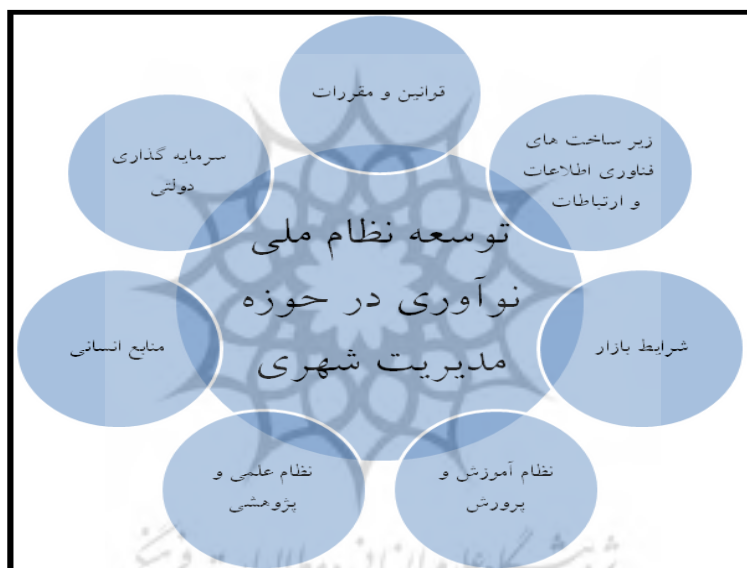 قوانین و مقررات
زیر ساخت های
فناوری اطلاعات
و ارتباطات
سرمایه گذاری
دولتی
توسعه نظام ملی
نوآوری در حوزه
مدیریت شهری
شرایط بازار
منابع انسانی
نظام آموزش و
پرورش
نظام علمی و
پژوهشی